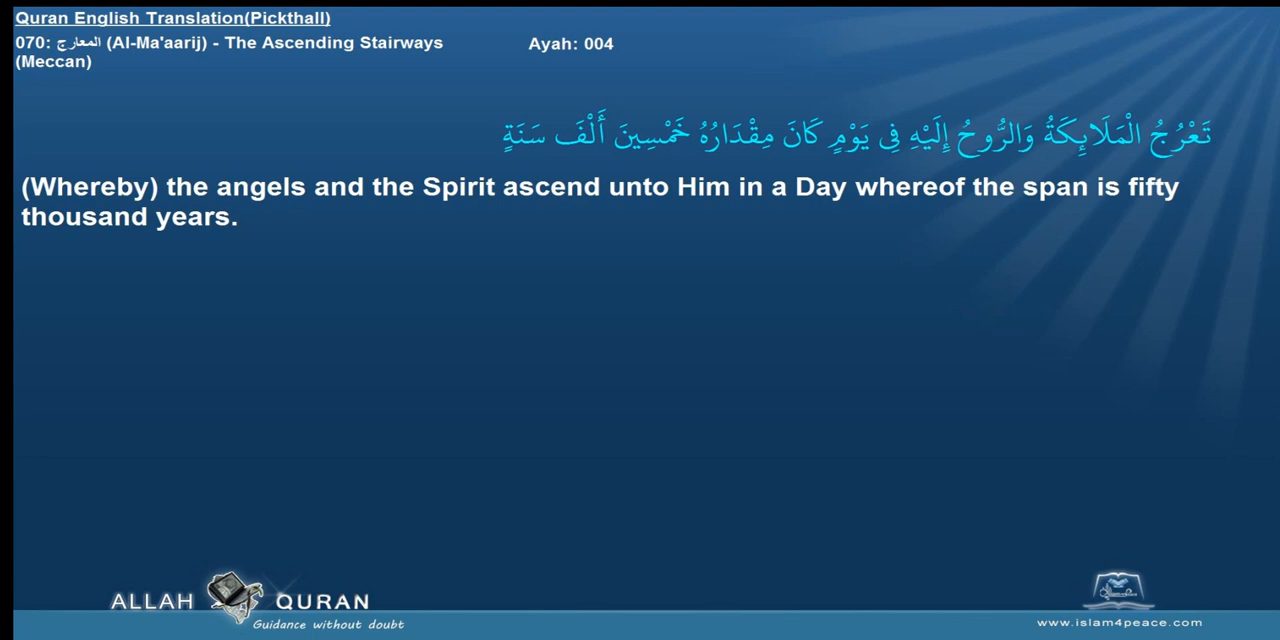 Quran English Translation(Pickthall)
070: المعارج (Al-Ma'aarij) - The Ascending Stairways
(Meccan)
Ayah: 004
تَعْرُجُ الْمَلَائِكَةُ وَالرُّوحُ إِلَيْهِ فِي يَوْمٍ كَانَ مِقْدَارُهُ خَمْسِينَ أَلْفَ سَنَةٍ
(Whereby) the angels and the Spirit ascend unto Him in a Day whereof the span is fifty
thousand years.
ALLAH QURAN
Guidance without doubt
www.islam4peace.com